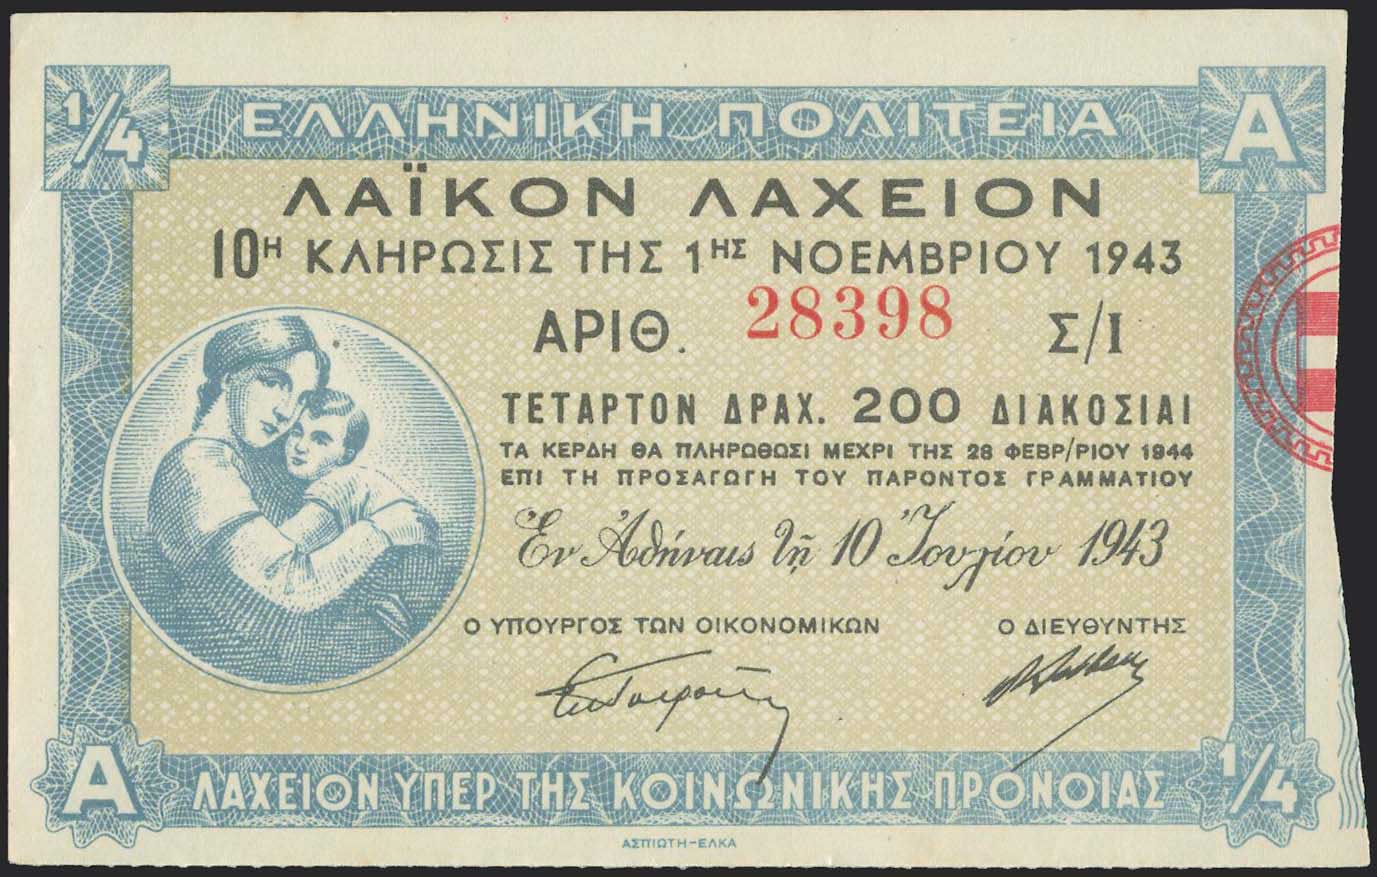 1/4 ΕΛΛΗΝΙΚΗ ΠΟΛΙΤΕΙΑ Α
ΛΑΪΚΟΝ ΛΑΧΕΙΟΝ
10Η ΚΛΗΡΩΣΙΣ ΤΗΣ 1ΗΣ ΝΟΕΜΒΡΙΟΥ 1943
ΑΡΙΘ. 28398 Σ/Ι
ΤΕΤΑΡΤΟΝ ΔΡΑΧ. 200 ΔΙΑΚΟΣΙΑΙ
ΤΑ ΚΕΡΔΗ ΘΑ ΠΛΗΡΩΘΩΣΙ ΜΕΧΡΙ ΤΗΣ 28 ΦΕΒΡ/ΡΙΟΥ 1944
ΕΠΙ ΤΗ ΠΡΟΣΑΓΩΓΗ ΤΟΥ ΠΑΡΟΝΤΟΣ ΓΡΑΜΜΑΤΙΟΥ
Ἐν Ἀθήναις τῇ 10 Ἰουλίου 1943
Ο ΥΠΟΥΡΓΟΣ ΤΩΝ ΟΙΚΟΝΟΜΙΚΩΝ Ο ΔΙΕΥΘΥΝΤΗΣ
Α ΛΑΧΕΙΟΝ ΥΠΕΡ ΤΗΣ ΚΟΙΝΩΝΙΚΗΣ ΠΡΟΝΟΙΑΣ 1/4
ΑΣΠΙΩΤΗ-ΕΛΚΑ